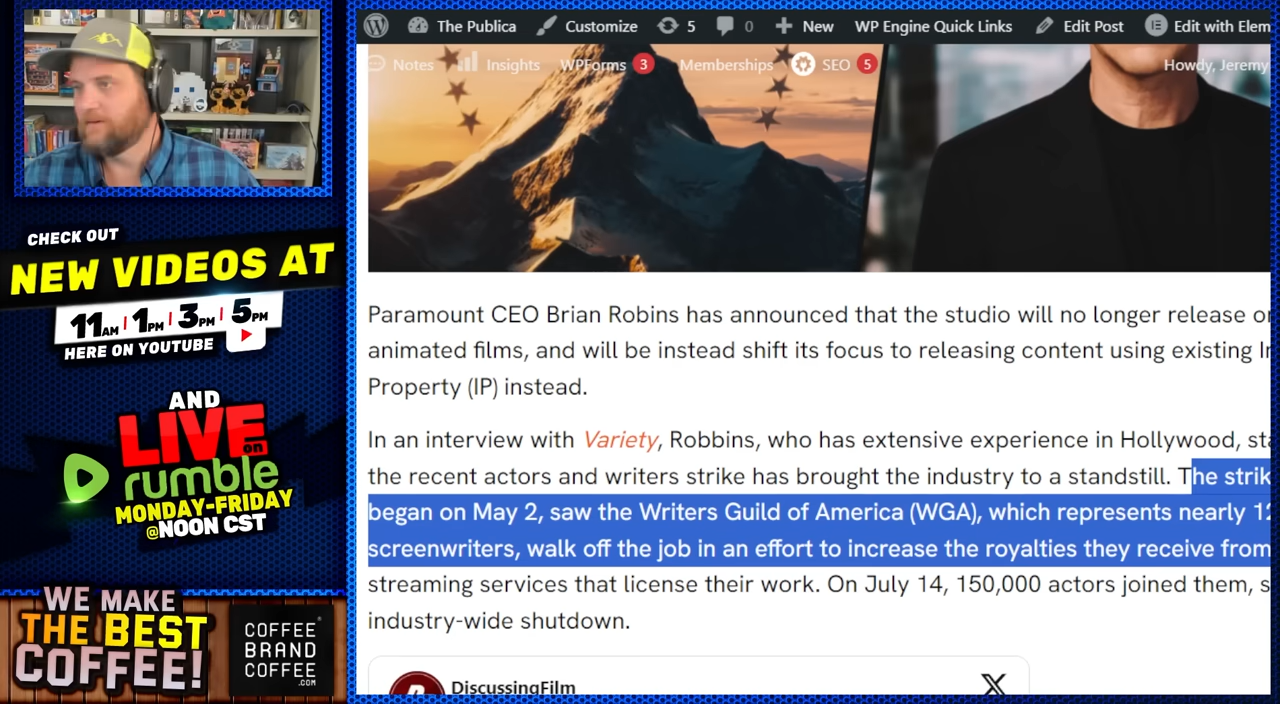 The Publica
Customize
5
0
New
WP Engine Quick Links
Edit Post
Edit with Elem
Notes
Insights
WPForms 3
Memberships
SEO 5
Howdy, Jeremy
CHECK OUT
NEW VIDEOS AT
11AM | 1PM | 3PM | 5PM
HERE ON YOUTUBE
AND
LIVE
on
rumble
MONDAY-FRIDAY
@NOON CST
WE MAKE
THE BEST
COFFEE!
COFFEE
BRAND
COFFEE
.COM
Paramount CEO Brian Robins has announced that the studio will no longer release or
animated films, and will be instead shift its focus to releasing content using existing In
Property (IP) instead.
In an interview with Variety, Robbins, who has extensive experience in Hollywood, sta
the recent actors and writers strike has brought the industry to a standstill. The strik
began on May 2, saw the Writers Guild of America (WGA), which represents nearly 12
screenwriters, walk off the job in an effort to increase the royalties they receive from
streaming services that license their work. On July 14, 150,000 actors joined them, s
industry-wide shutdown.
DiscussingFilm